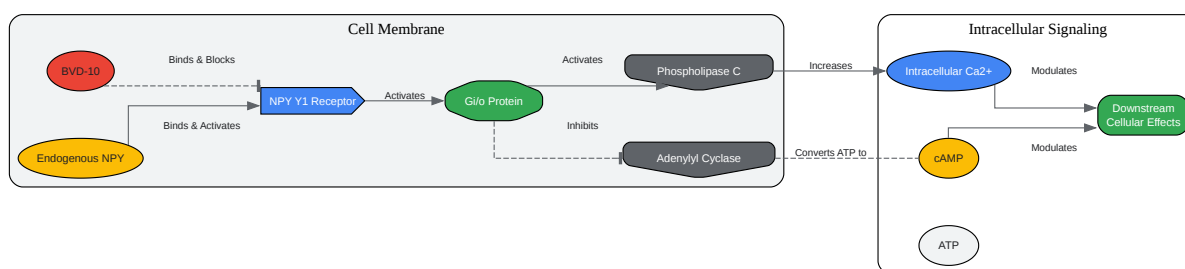 Cell Membrane
Intracellular Signaling
BVD-10
Binds & Blocks
NPY Y1 Receptor
Binds & Activates
Endogenous NPY
Activates
Gi/o Protein
Activates
Inhibits
Phospholipase C
Adenylyl Cyclase
Increases
Converts ATP to
Intracellular Ca2+
cAMP
ATP
Modulates
Modulates
Downstream
Cellular Effects